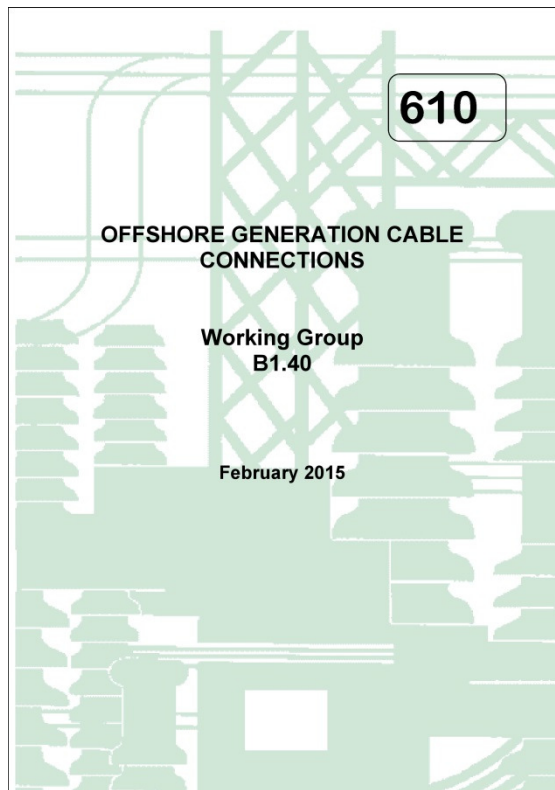 610
OFFSHORE GENERATION CABLE
CONNECTIONS
Working Group
B1.40
February 2015